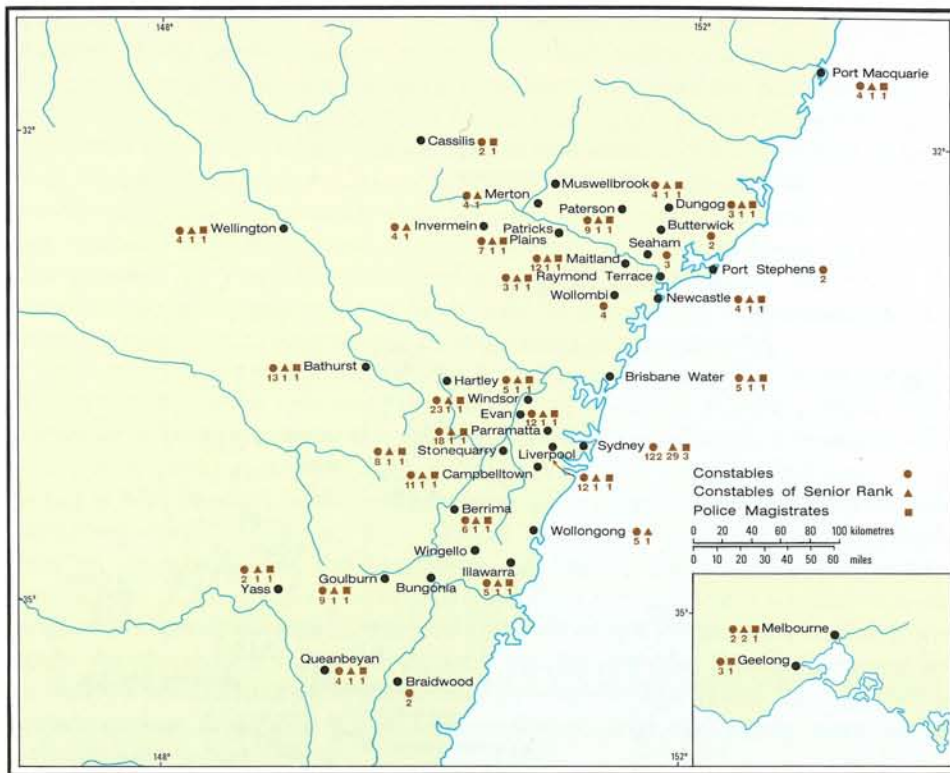 148°
152°
Port Macquarie
4 1 1
32°
32°
Cassilis
2 1
Muswellbrook
4 1 1
Merton
4 1
Paterson
9 1 1
Dungog
3 1 1
Butterwick
2
Wellington
4 1 1
Invermein
4 1
Patricks
Plains
7 1 1
Seaham
3
Maitland
12 1 1
Raymond Terrace
3 1 1
Port Stephens
2
Wollombi
4
Newcastle
4 1 1
Bathurst
13 1 1
Hartley
5 1 1
Brisbane Water
5 1 1
Windsor
23 1 1
Evan
12 1 1
Parramatta
18 1 1
Stonequarry
8 1 1
Liverpool
12 1 1
Sydney
122 29 3
Campbelltown
11 1 1
Constables
Constables of Senior Rank
Police Magistrates
0 20 40 60 80 100 kilometres
0 10 20 30 40 50 60 miles
Berrima
6 1 1
Wollongong
5 1
Wingello
Illawarra
5 1 1
Yass
2 1 1
Goulburn
9 1 1
Bungonia
35°
35°
Melbourne
2 2 1
Geelong
3 1
Queanbeyan
4 1 1
Braidwood
2
148°
152°